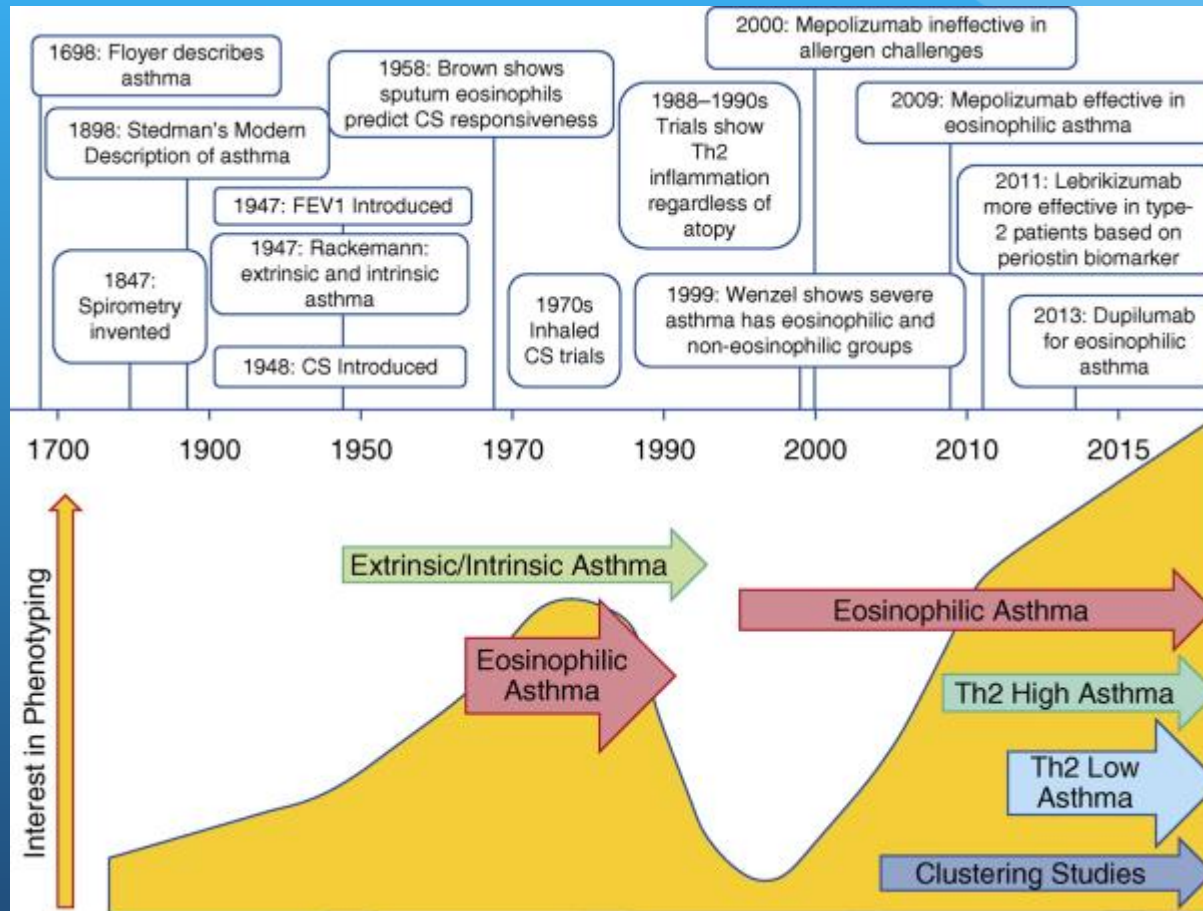 1698: Floyer describes
asthma
1898: Stedman's Modern
Description of asthma
1847:
Spirometry
invented
1947: FEV1 Introduced
1947: Rackemann:
extrinsic and intrinsic
asthma
1948: CS Introduced
1958: Brown shows
sputum eosinophils
predict CS responsiveness
1970s
Inhaled
CS trials
1988–1990s
Trials show
Th2
inflammation
regardless of
atopy
1999: Wenzel shows severe
asthma has eosinophilic and
non-eosinophilic groups
2000: Mepolizumab ineffective in
allergen challenges
2009: Mepolizumab effective in
eosinophilic asthma
2011: Lebrikizumab
more effective in type-
2 patients based on
periostin biomarker
2013: Dupilumab
for eosinophilic
asthma
1700 1900 1950 1970 1990 2000 2010 2015
Interest in Phenotyping
Extrinsic/Intrinsic Asthma
Eosinophilic
Asthma
Eosinophilic Asthma
Th2 High Asthma
Th2 Low
Asthma
Clustering Studies